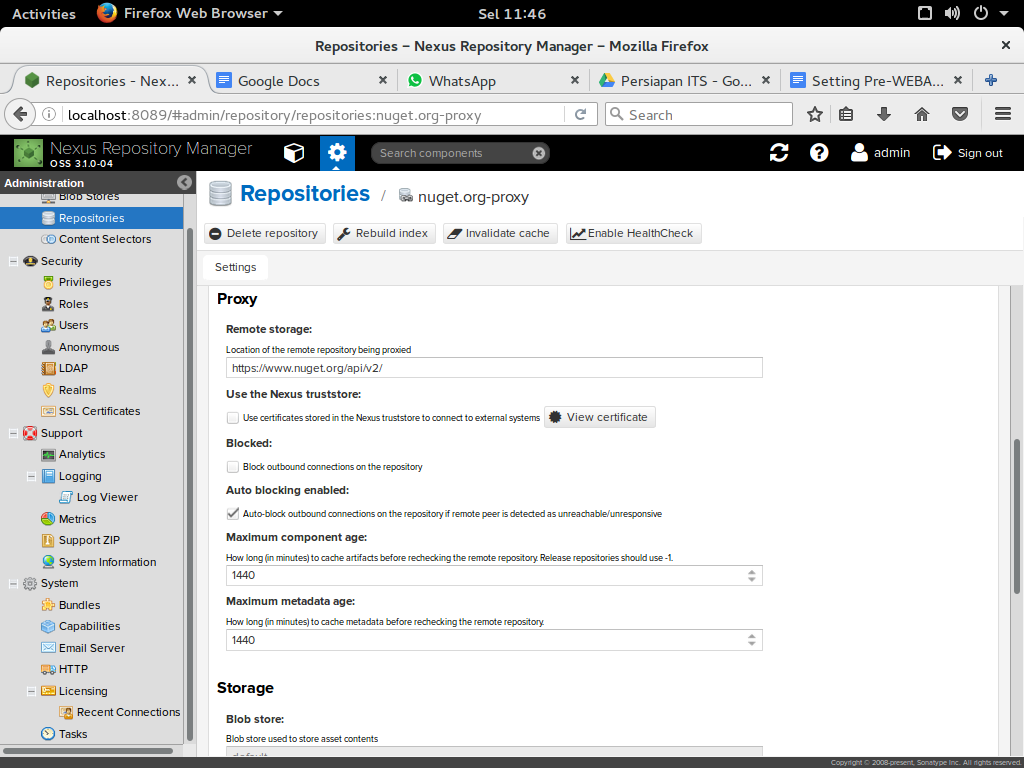 Activities Firefox Web Browser Sel 11:46
Repositories – Nexus Repository Manager – Mozilla Firefox
Repositories - Nex... Google Docs WhatsApp Persiapan ITS - Go... Setting Pre-WEBA...
localhost:8089/#admin/repository/repositories:nuget.org-proxy Search
Nexus Repository Manager
OSS 3.1.0-04
Search components admin Sign out
Administration
Blob Stores
Repositories
Content Selectors
Security
Privileges
Roles
Users
Anonymous
LDAP
Realms
SSL Certificates
Support
Analytics
Logging
Log Viewer
Metrics
Support ZIP
System Information
System
Bundles
Capabilities
Email Server
HTTP
Licensing
Recent Connections
Tasks
Repositories / nuget.org-proxy
Delete repository Rebuild index Invalidate cache Enable HealthCheck
Settings
Proxy
Remote storage:
Location of the remote repository being proxied
https://www.nuget.org/api/v2/
Use the Nexus truststore:
Use certificates stored in the Nexus truststore to connect to external systems View certificate
Blocked:
Block outbound connections on the repository
Auto blocking enabled:
Auto-block outbound connections on the repository if remote peer is detected as unreachable/unresponsive
Maximum component age:
How long (in minutes) to cache artifacts before rechecking the remote repository. Release repositories should use -1.
1440
Maximum metadata age:
How long (in minutes) to cache metadata before rechecking the remote repository.
1440
Storage
Blob store:
Blob store used to store asset contents
default
Copyright © 2008-present, Sonatype Inc. All rights reserved.